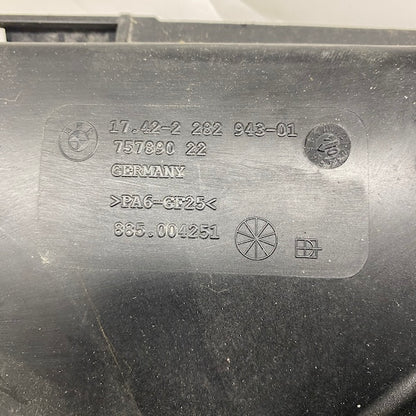 17.42-2 282 943-01
757890 22
GERMANY
>PA6-GF25<
885.004251